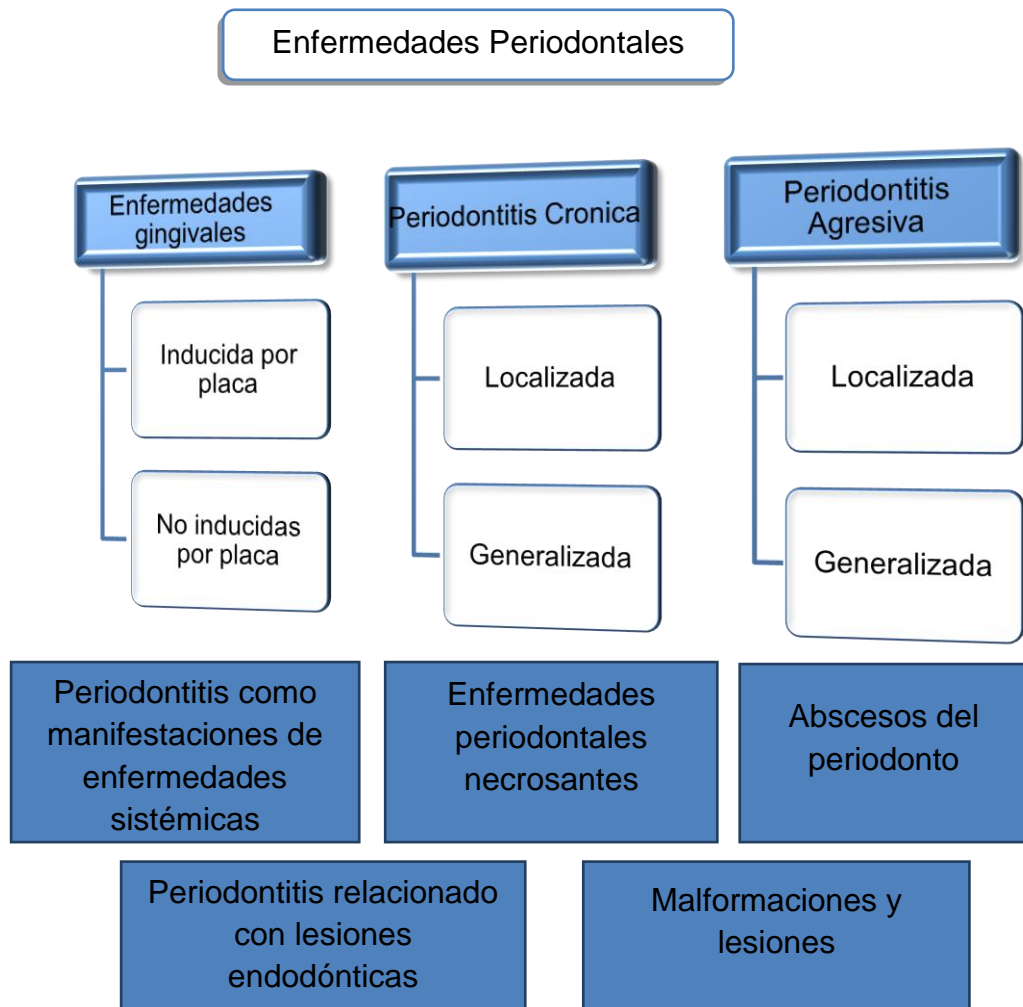 Enfermedades Periodontales
Enfermedades
gingivales
Inducida por
placa
No inducidas
por placa
Periodontitis Cronica
Localizada
Generalizada
Periodontitis
Agresiva
Localizada
Generalizada
Periodontitis como
manifestaciones de
enfermedades
sistémicas
Enfermedades
periodontales
necrosantes
Abscesos del
periodonto
Periodontitis relacionado
con lesiones
endodónticas
Malformaciones y
lesiones